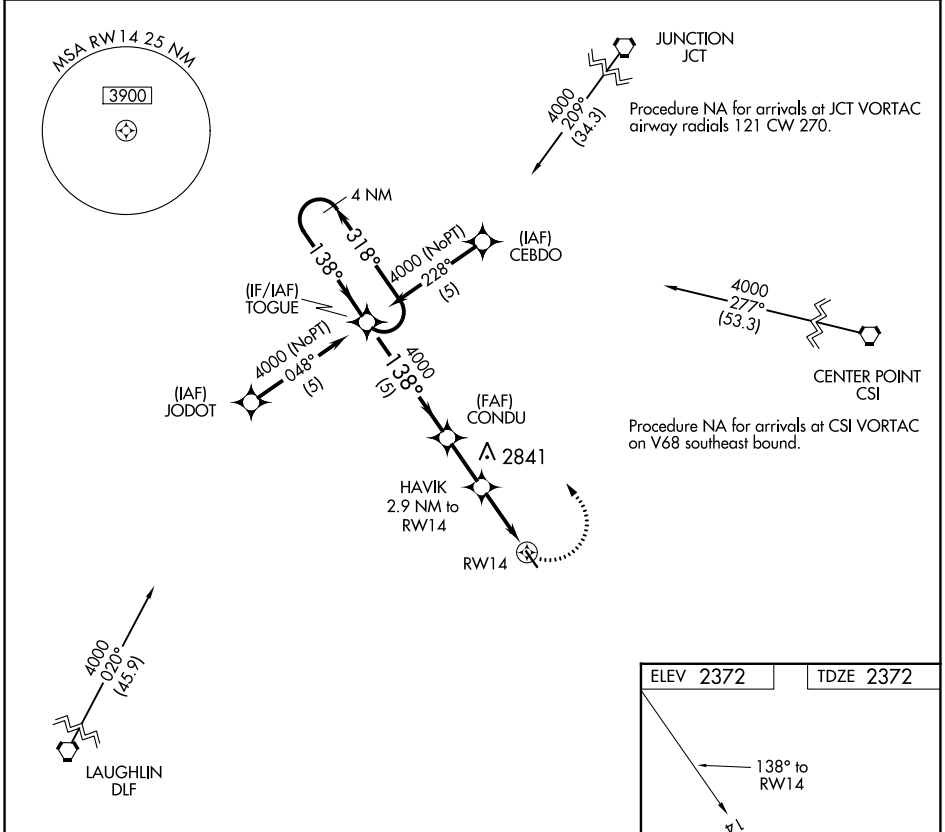 MSA RW14 25 NM
3900
JUNCTION
JCT
4000
209°
(34.3)
Procedure NA for arrivals at JCT VORTAC
airway radials 121 CW 270.
4 NM
318°
138°
4000 (NoPT)
228°
(5)
(IAF)
CEBDO
(IF/IAF)
TOGUE
4000 (NoPT)
048°
(5)
(IAF)
JODOT
4000
138°
(5)
4000
277°
(53.3)
CENTER POINT
CSI
Procedure NA for arrivals at CSI VORTAC
on V68 southeast bound.
(FAF)
CONDU
2841
HAVIK
2.9 NM to
RW14
RW14
4000
020°
(45.9)
LAUGHLIN
DLF
ELEV 2372
TDZE 2372
138° to
RW14
14